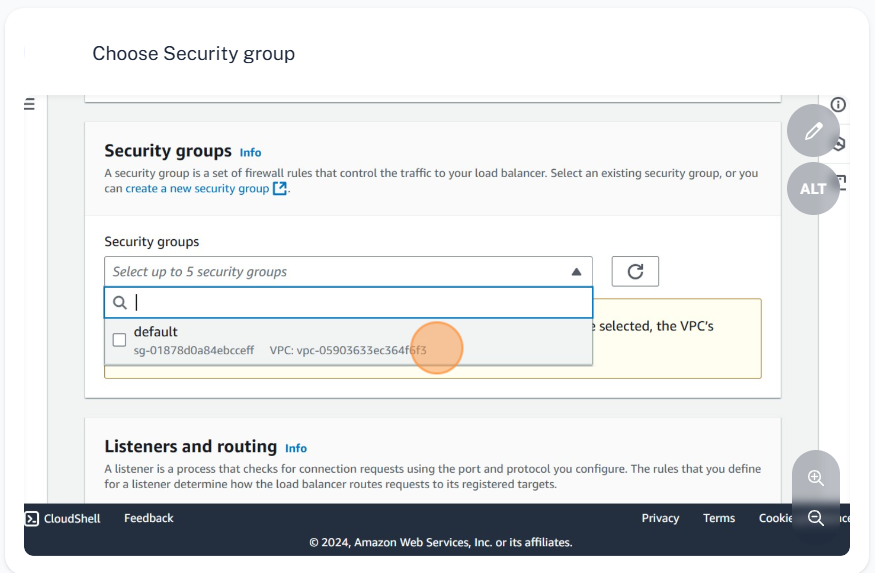 Choose Security group
Security groups Info
A security group is a set of firewall rules that control the traffic to your load balancer. Select an existing security group, or you
can create a new security group.
ALT
Security groups
Select up to 5 security groups
selected, the VPC's
default
sg-01878d0a84ebcceff VPC: vpc-05903633ec364f6f3
Listeners and routing Info
A listener is a process that checks for connection requests using the port and protocol you configure. The rules that you define
for a listener determine how the load balancer routes requests to its registered targets.
CloudShell Feedback Privacy Terms
© 2024, Amazon Web Services, Inc. or its affiliates.